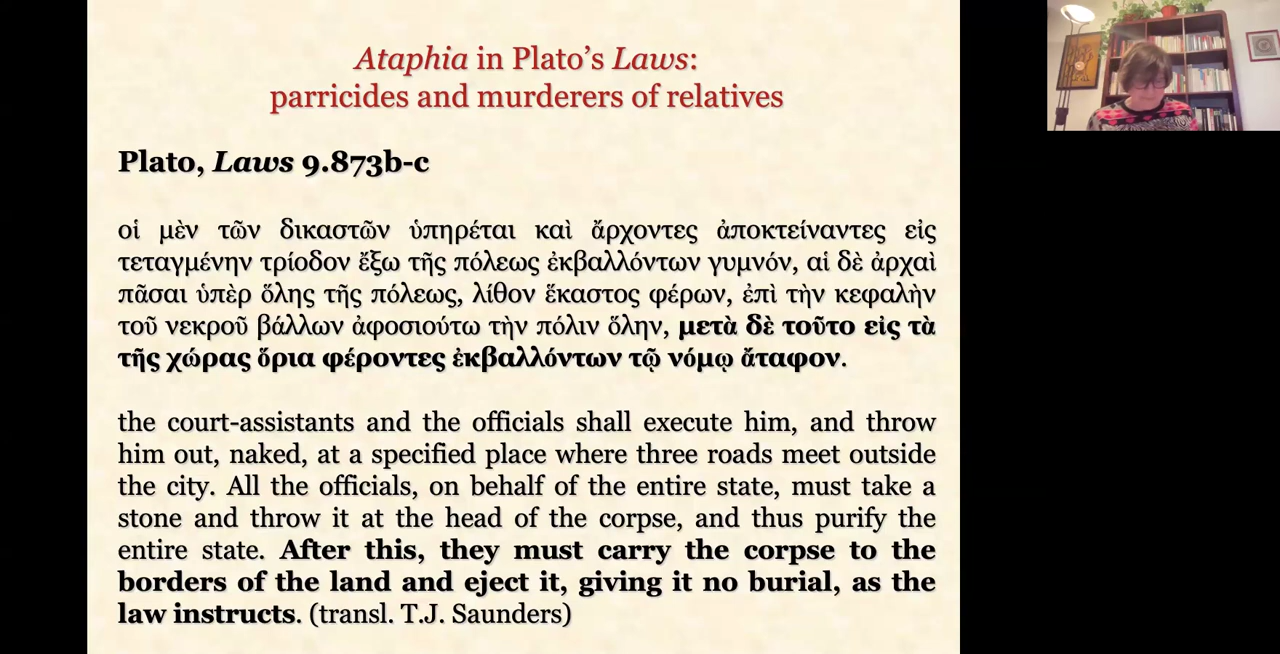 Ataphia in Plato’s Laws:
parricides and murderers of relatives
Plato, Laws 9.873b-c
οἱ μὲν τῶν δικαστῶν ὑπηρέται καὶ ἄρχοντες ἀποκτείναντες εἰς
τεταγμένην τρίοδον ἔξω τῆς πόλεως ἐκβαλλόντων γυμνόν, αἱ δὲ ἀρχαὶ
πᾶσαι ὑπὲρ ὅλης τῆς πόλεως, λίθον ἕκαστος φέρων, ἐπὶ τὴν κεφαλὴν
τοῦ νεκροῦ βάλλων ἀφοσιούτω τὴν πόλιν ὅλην, μετὰ δὲ τοῦτο εἰς τὰ
τῆς χώρας ὅρια φέροντες ἐκβαλλόντων τῷ νόμῳ ἄταφον.
the court-assistants and the officials shall execute him, and throw
him out, naked, at a specified place where three roads meet outside
the city. All the officials, on behalf of the entire state, must take a
stone and throw it at the head of the corpse, and thus purify the
entire state. After this, they must carry the corpse to the
borders of the land and eject it, giving it no burial, as the
law instructs. (transl. T.J. Saunders)